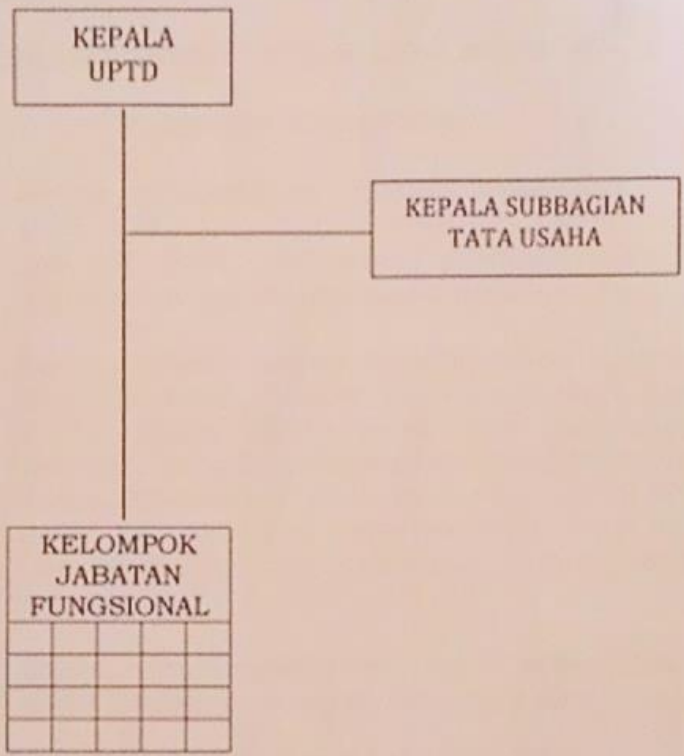 KEPALA
UPTD
KEPALA SUBBAGIAN
TATA USAHA
KELOMPOK
JABATAN
FUNGSIONAL